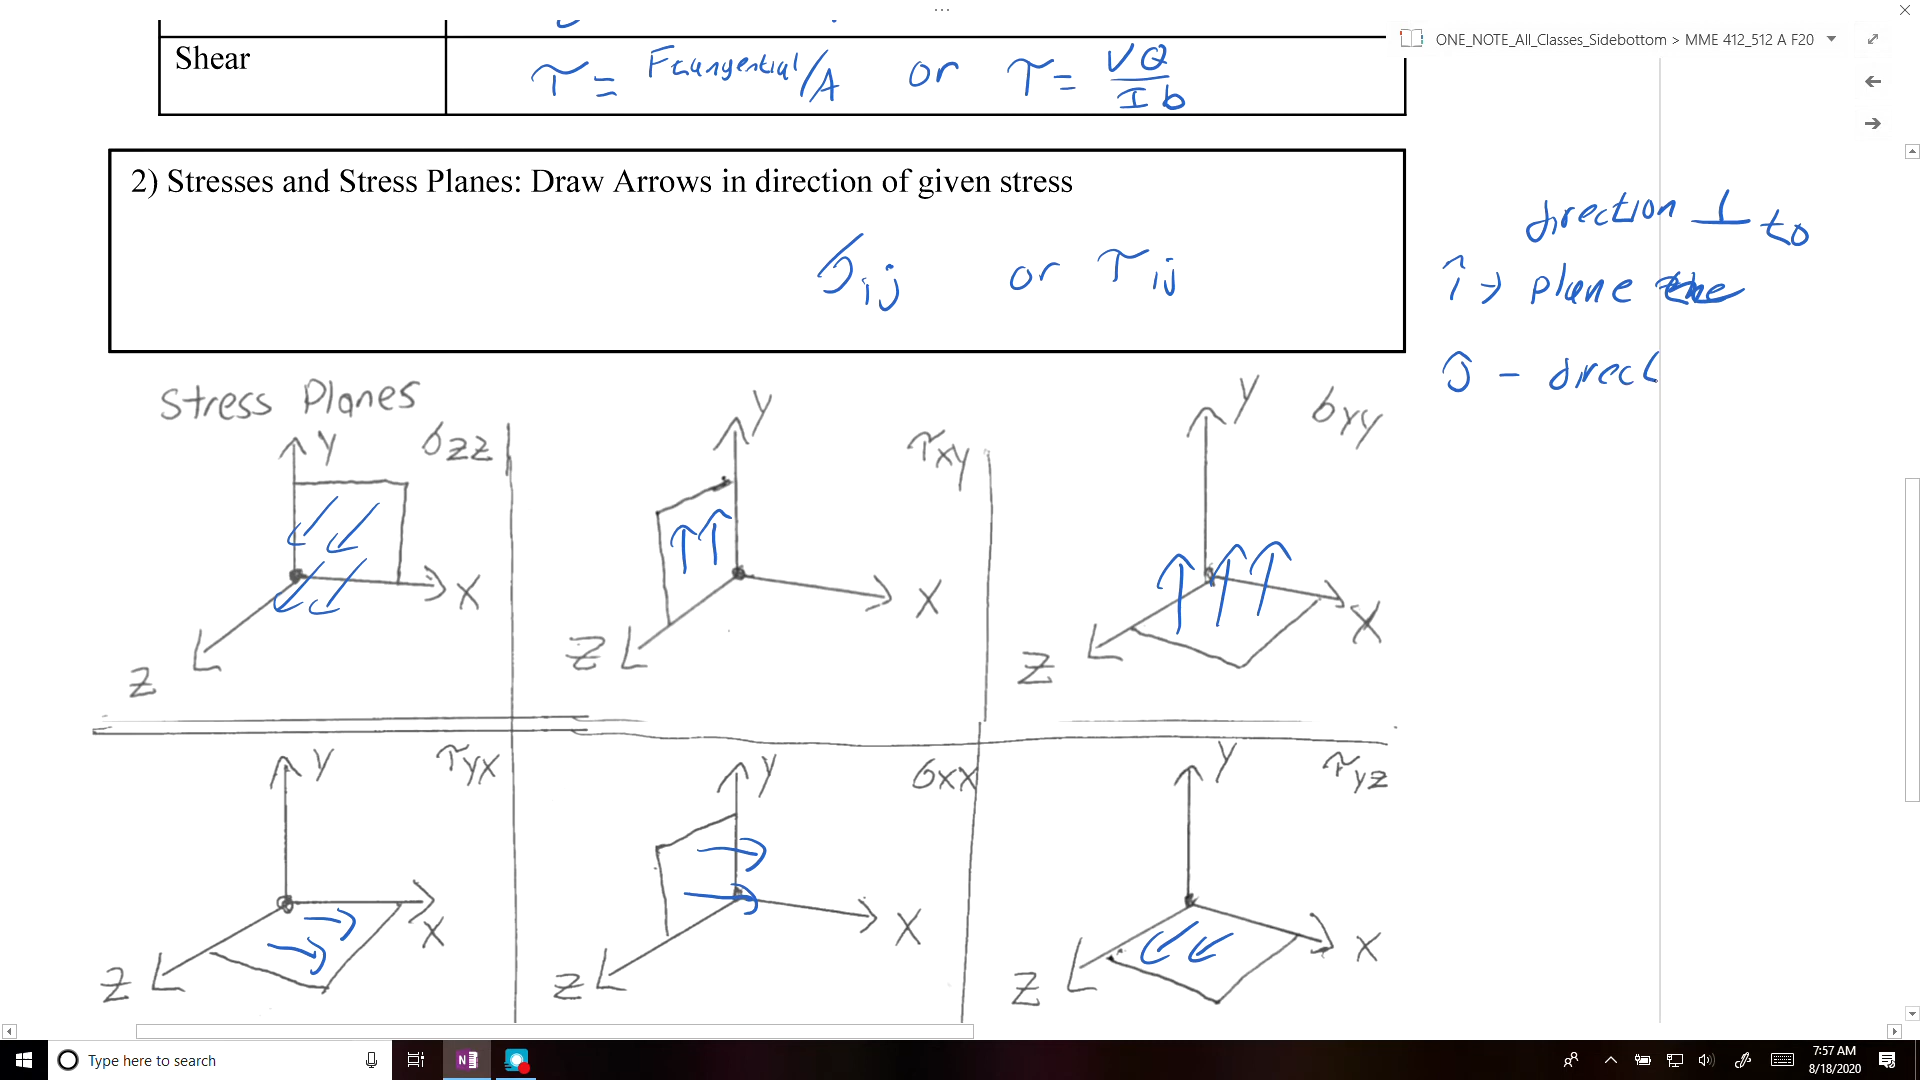 ONE_NOTE_All_Classes_Sidebottom > MME 412_512 A F20
Shear
τ = Ftangential/A or τ = VQ/Ib
2) Stresses and Stress Planes: Draw Arrows in direction of given stress
σij or τij
direction ⊥ to
î → plane
ĵ - direct
Stress Planes
Y σzz
X
Z
Y τxy
X
Z
Y σyy
X
Z
Y τyx
X
Z
Y σxx
X
Z
Y τyz
X
Z
Type here to search
7:57 AM
8/18/2020